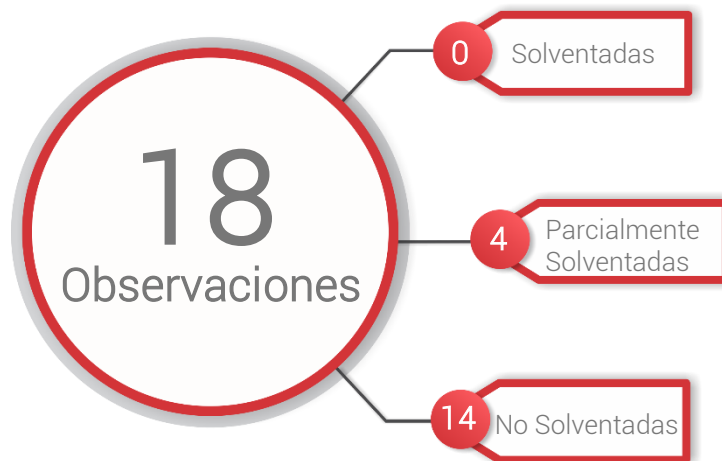 18
Observaciones
0
Solventadas
4
Parcialmente
Solventadas
14
No Solventadas